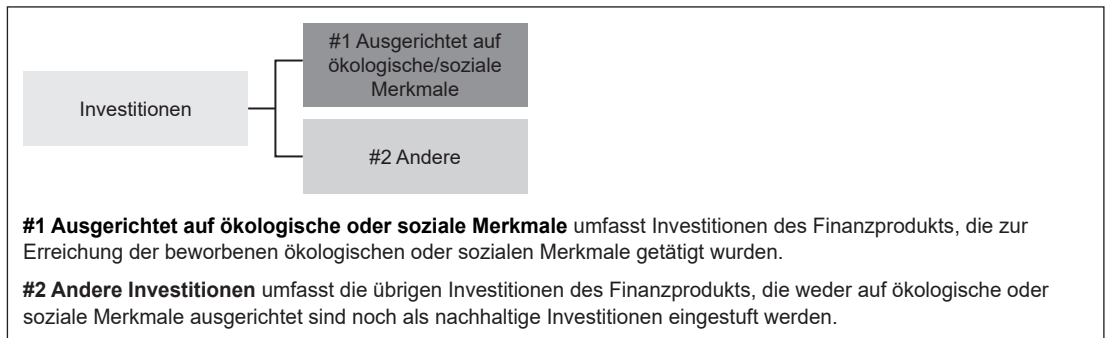 #1 Ausgerichtet auf
ökologische/soziale
Merkmale
Investitionen
#2 Andere
#1 Ausgerichtet auf ökologische oder soziale Merkmale umfasst Investitionen des Finanzprodukts, die zur
Erreichung der beworbenen ökologischen oder sozialen Merkmale getätigt wurden.
#2 Andere Investitionen umfasst die übrigen Investitionen des Finanzprodukts, die weder auf ökologische oder
soziale Merkmale ausgerichtet sind noch als nachhaltige Investitionen eingestuft werden.